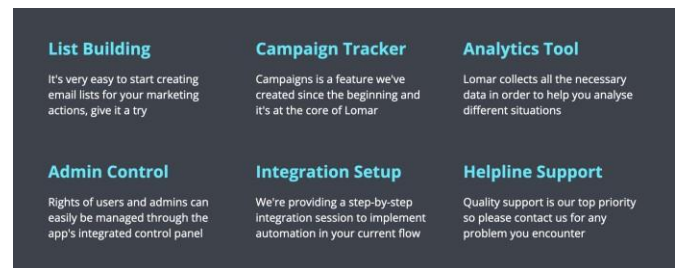 List Building
It's very easy to start creating
email lists for your marketing
actions, give it a try
Campaign Tracker
Campaigns is a feature we've
created since the beginning and
it's at the core of Lomar
Analytics Tool
Lomar collects all the necessary
data in order to help you analyse
different situations
Admin Control
Rights of users and admins can
easily be managed through the
app's integrated control panel
Integration Setup
We're providing a step-by-step
integration session to implement
automation in your current flow
Helpline Support
Quality support is our top priority
so please contact us for any
problem you encounter